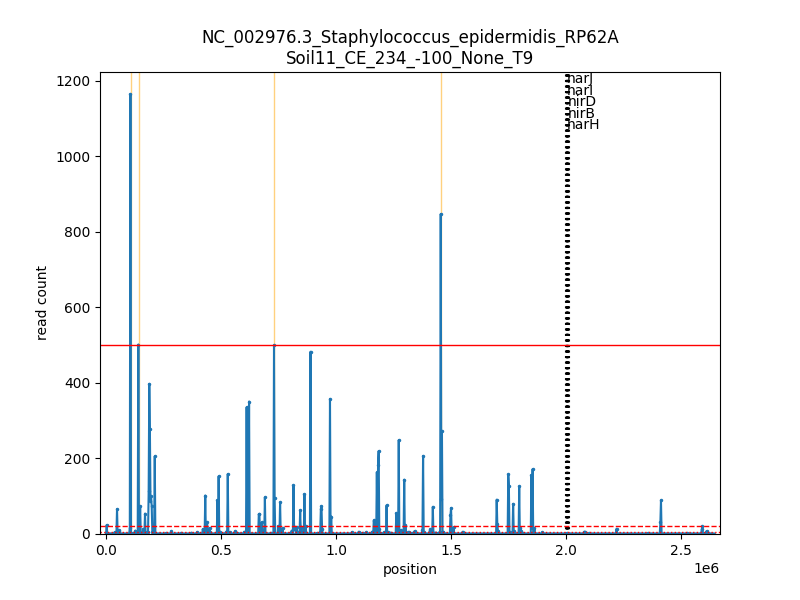 NC_002976.3_Staphylococcus_epidermidis_RP62A
Soil11_CE_234_-100_None_T9
1200
1000
800
600
400
200
0
read count
narJ
narI
nirD
nirB
narH
0.0
0.5
1.0
1.5
2.0
2.5
1e6
position